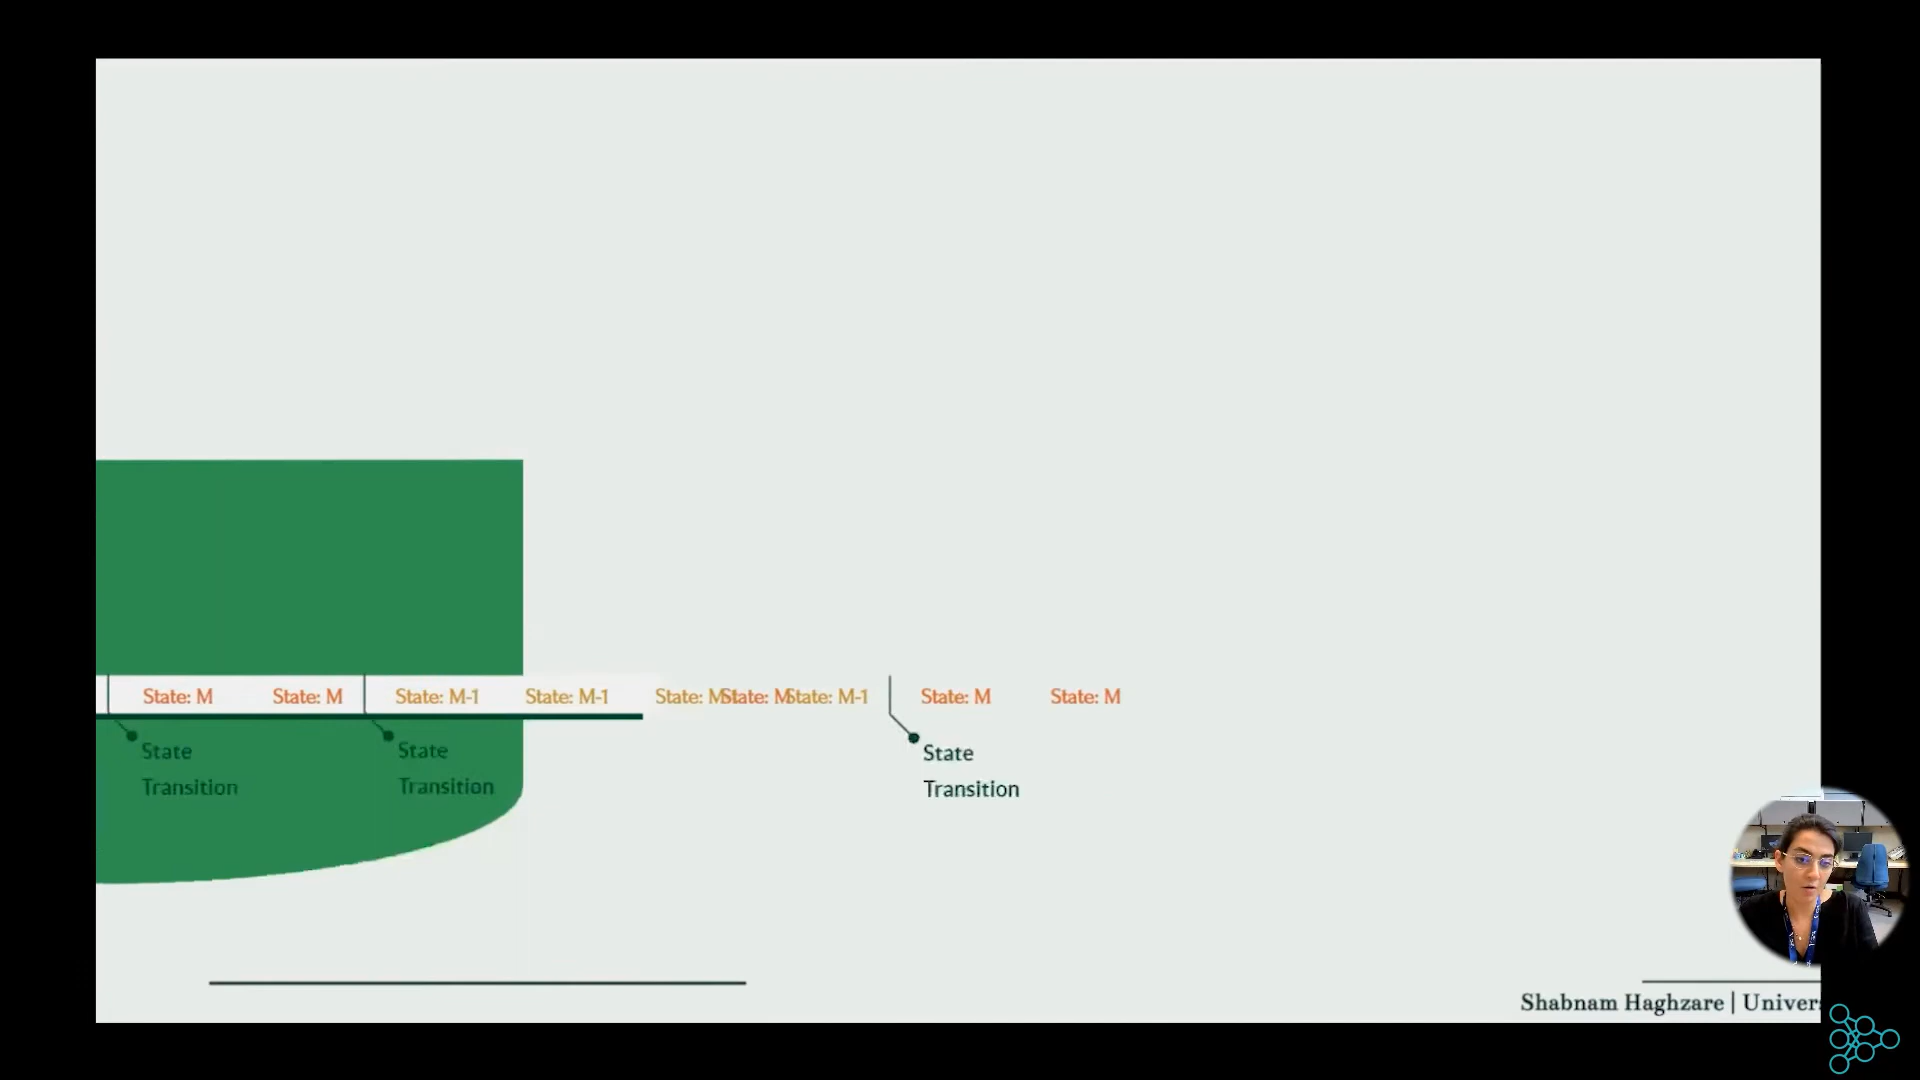 State: M State: M State: M-1 State: M-1 State: M State: M State: M-1 State: M State: M
State State State
Transition Transition Transition
Shabnam Haghzare | Univers